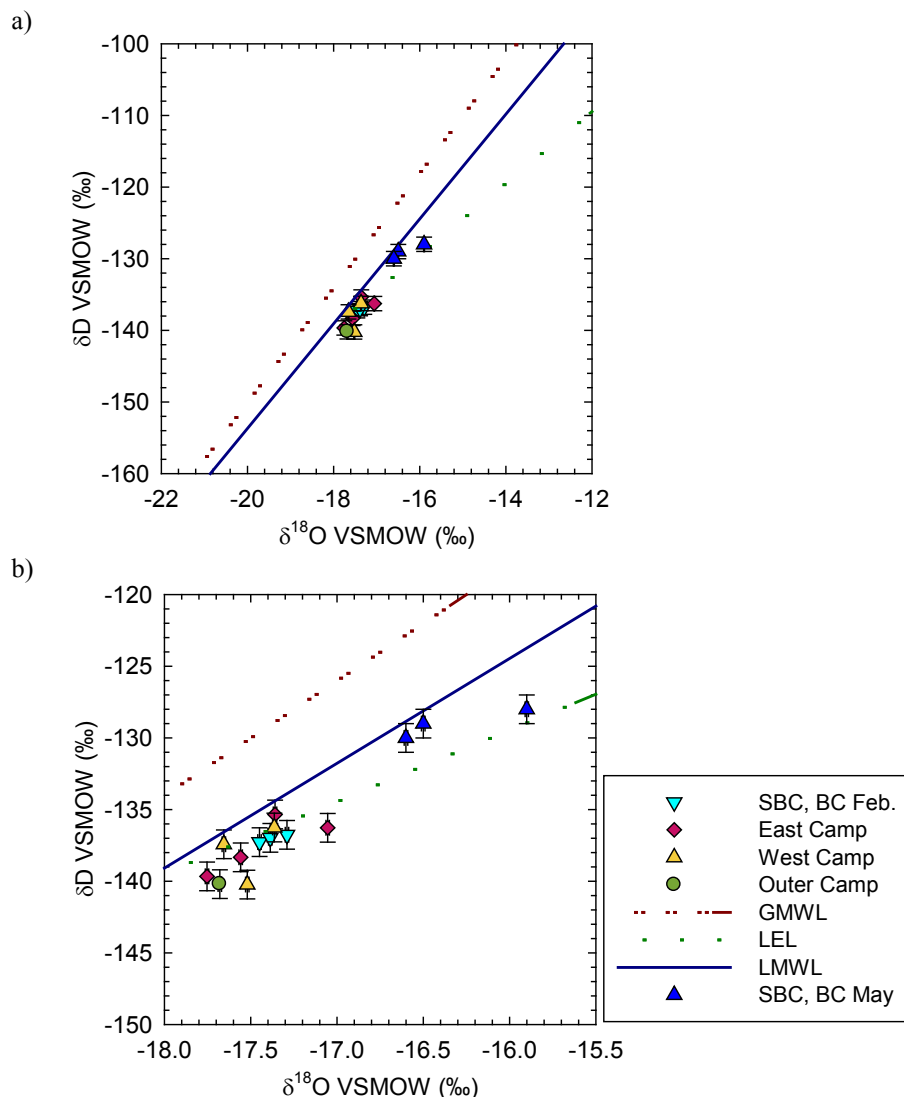 a)
-100
-110
-120
-130
-140
-150
-160
δD VSMOW (‰)
-22 -20 -18 -16 -14 -12
δ18O VSMOW (‰)
b)
-120
-125
-130
-135
-140
-145
-150
δD VSMOW (‰)
-18.0 -17.5 -17.0 -16.5 -16.0 -15.5
δ18O VSMOW (‰)
SBC, BC Feb.
East Camp
West Camp
Outer Camp
GMWL
LEL
LMWL
SBC, BC May